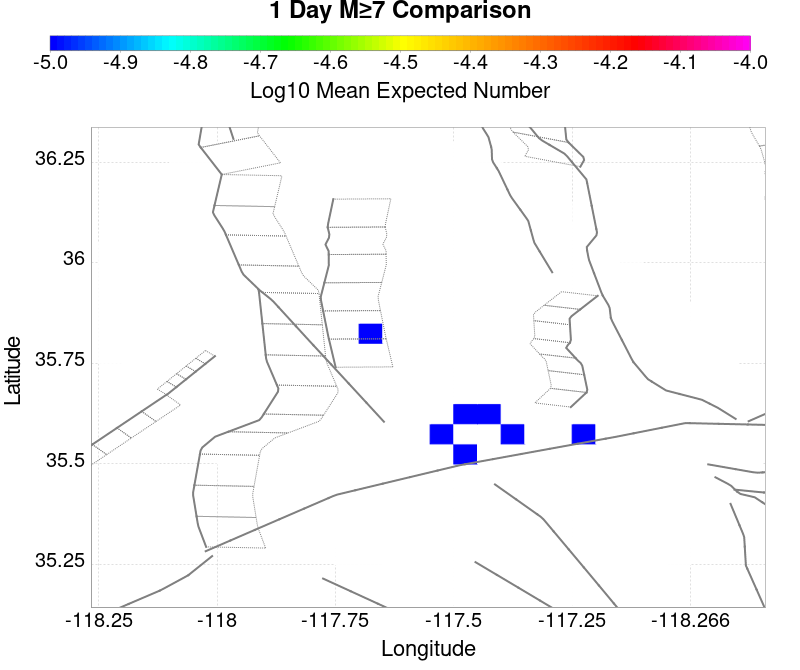 1 Day M≥7 Comparison
-5.0 -4.9 -4.8 -4.7 -4.6 -4.5 -4.4 -4.3 -4.2 -4.1 -4.0
Log10 Mean Expected Number
36.25
36
35.75
35.5
35.25
Latitude
-118.25 -118 -117.75 -117.5 -117.25 -118.266
Longitude